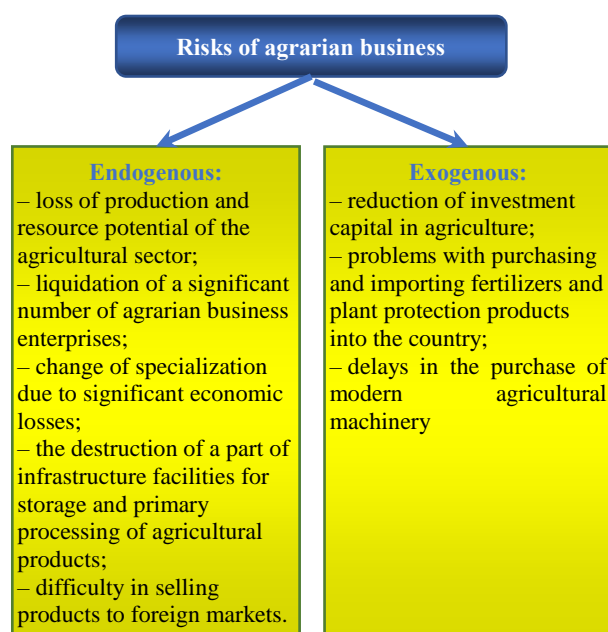 Risks of agrarian business
Endogenous:
– loss of production and
resource potential of the
agricultural sector;
– liquidation of a significant
number of agrarian business
enterprises;
– change of specialization
due to significant economic
losses;
– the destruction of a part of
infrastructure facilities for
storage and primary
processing of agricultural
products;
– difficulty in selling
products to foreign markets.
Exogenous:
– reduction of investment
capital in agriculture;
– problems with purchasing
and importing fertilizers and
plant protection products
into the country;
– delays in the purchase of
modern agricultural
machinery